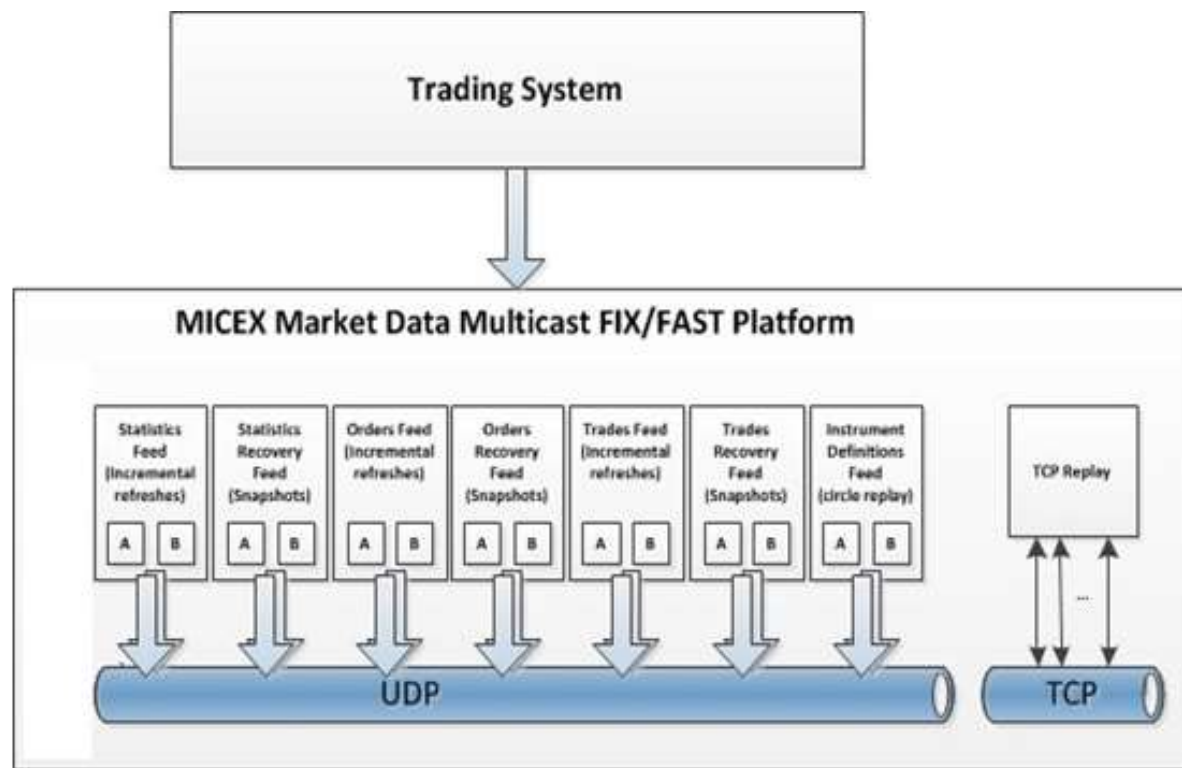 Trading System
MICEX Market Data Multicast FIX/FAST Platform
Statistics
Feed
(Incremental
refreshes)
A B
Statistics
Recovery
Feed
(Snapshots)
A B
Orders Feed
(Incremental
refreshes)
A B
Orders
Recovery
Feed
(Snapshots)
A B
Trades Feed
(Incremental
refreshes)
A B
Trades
Recovery
Feed
(Snapshots)
A B
Instrument
Definitions
Feed
(circle replay)
A B
TCP Replay
...
UDP
TCP